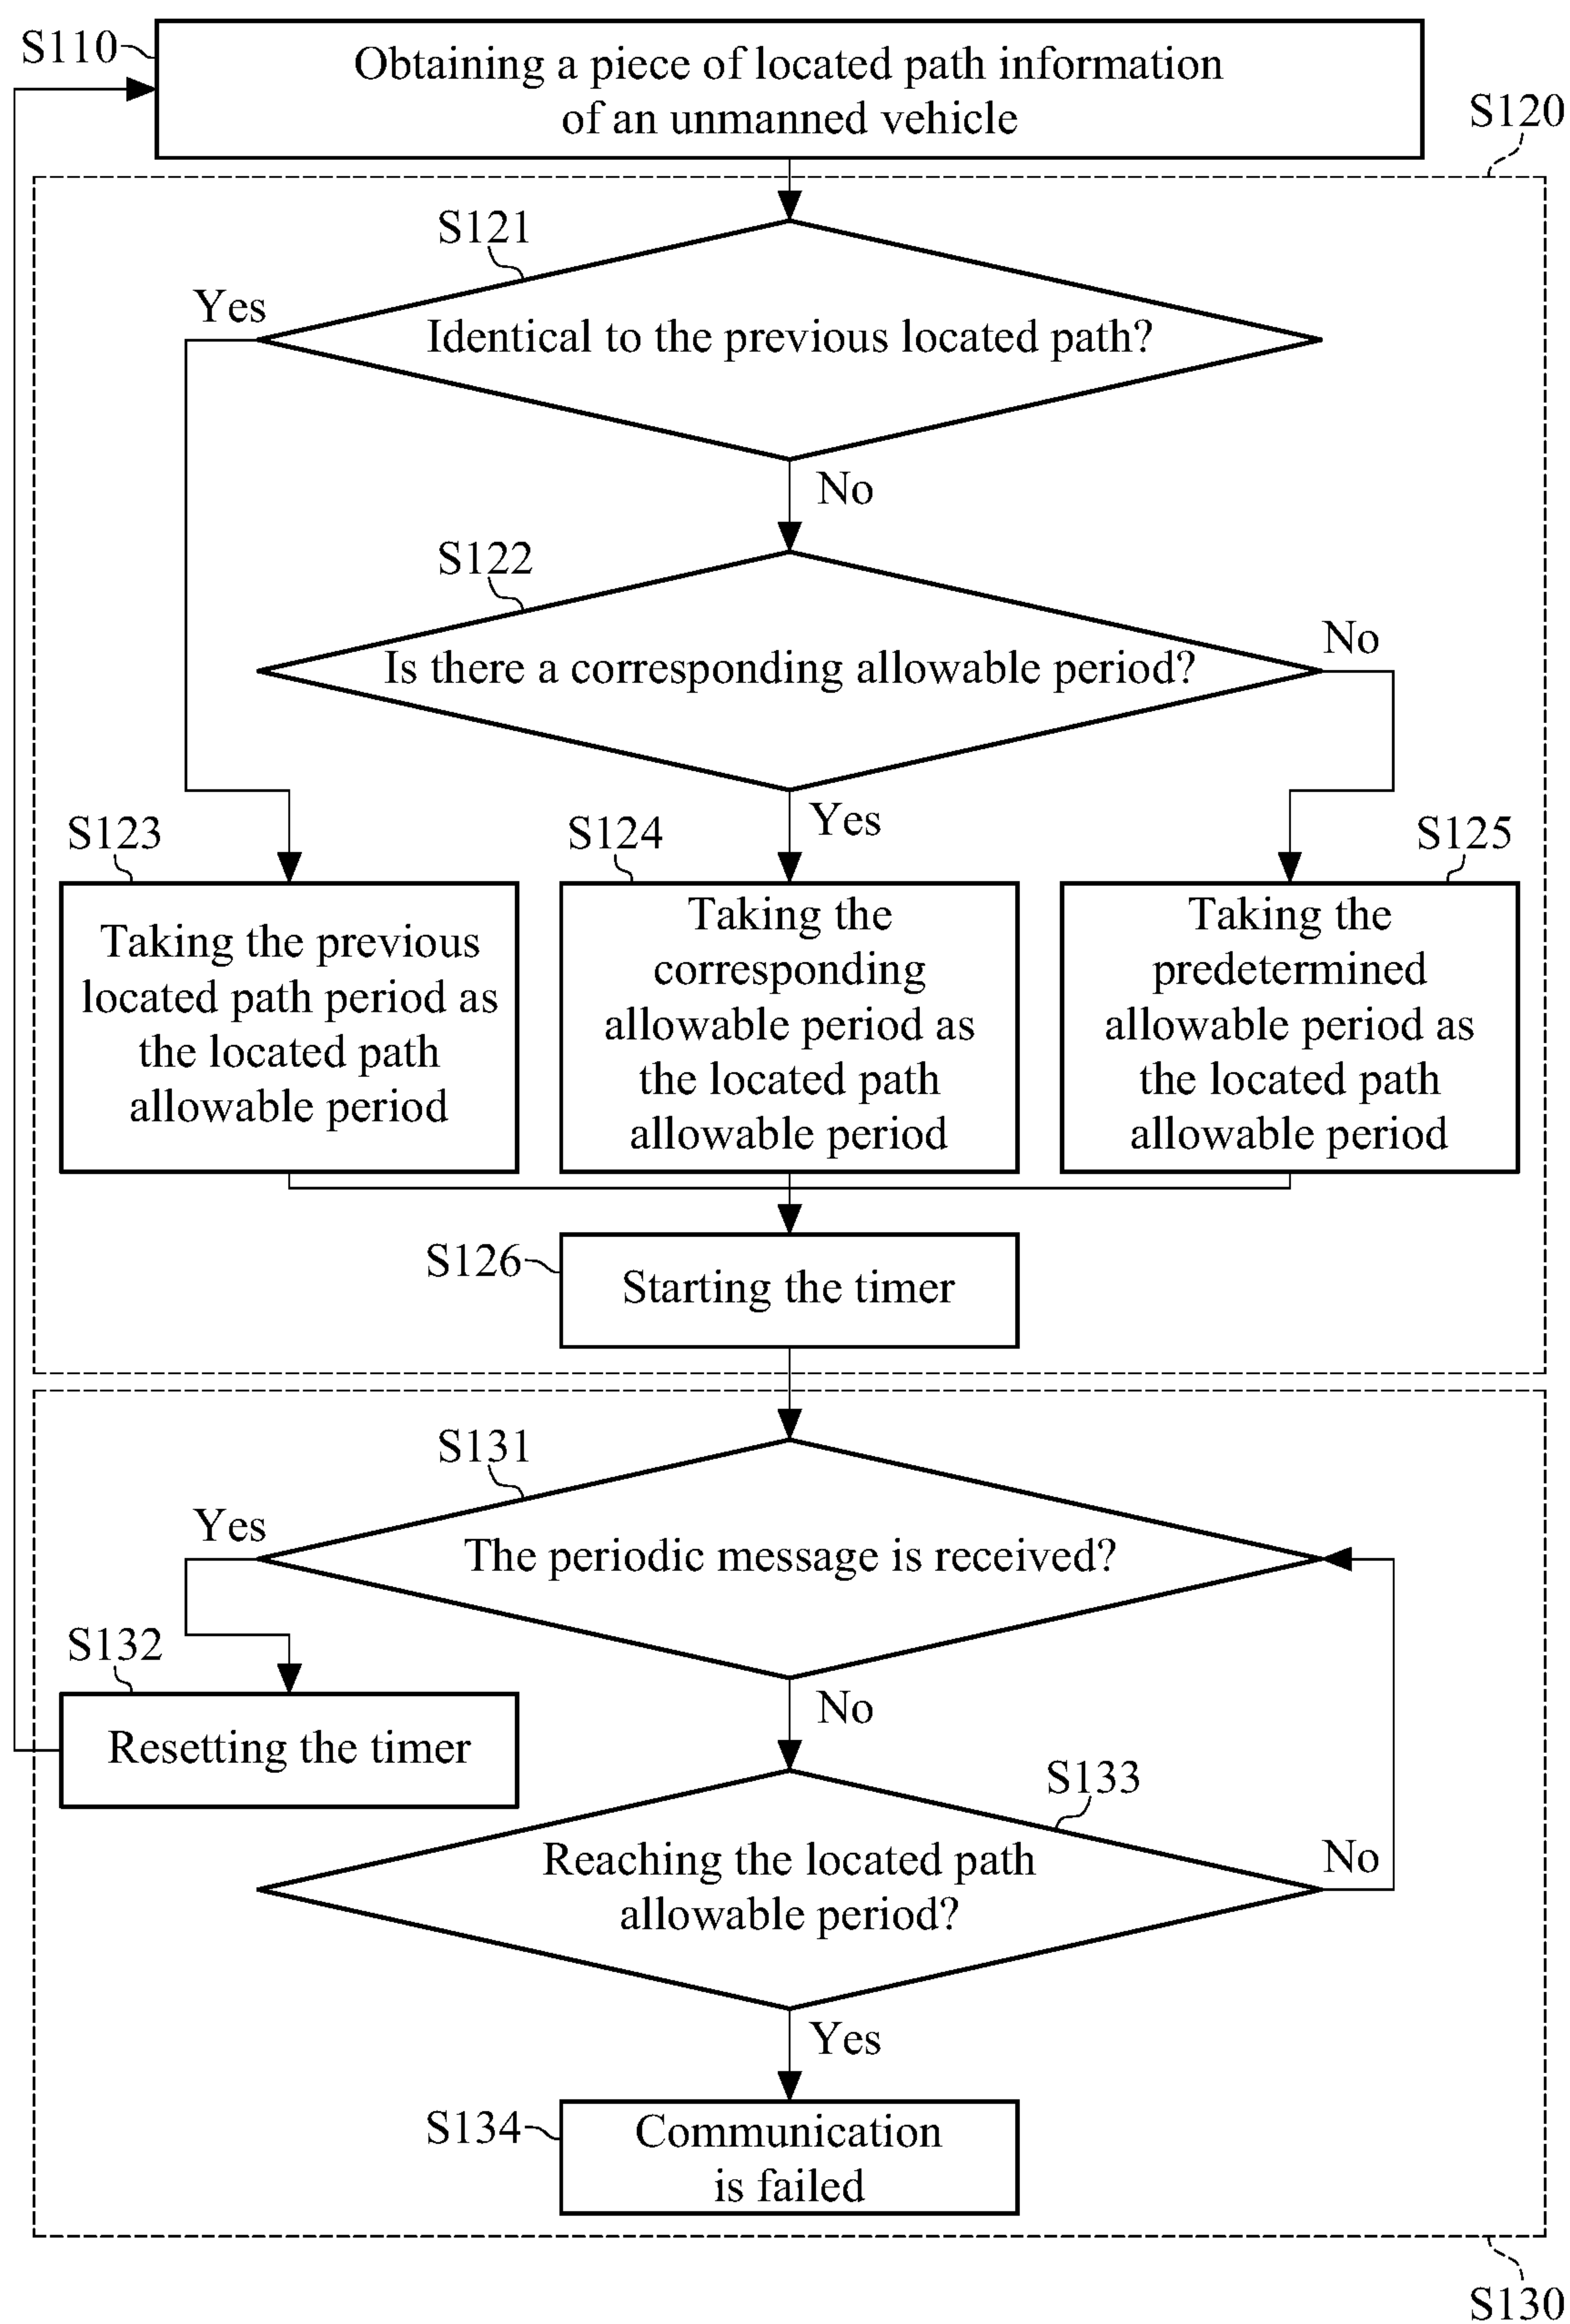 S110
Obtaining a piece of located path information
of an unmanned vehicle
S120
S121
Yes
Identical to the previous located path?
No
S122
No
Is there a corresponding allowable period?
Yes
S123
S124
S125
Taking the previous
located path period as
the located path
allowable period
Taking the
corresponding
allowable period as
the located path
allowable period
Taking the
predetermined
allowable period as
the located path
allowable period
S126
Starting the timer
S131
Yes
The periodic message is received?
S132
No
Resetting the timer
S133
Reaching the located path
allowable period?
No
Yes
S134
Communication
is failed
S130